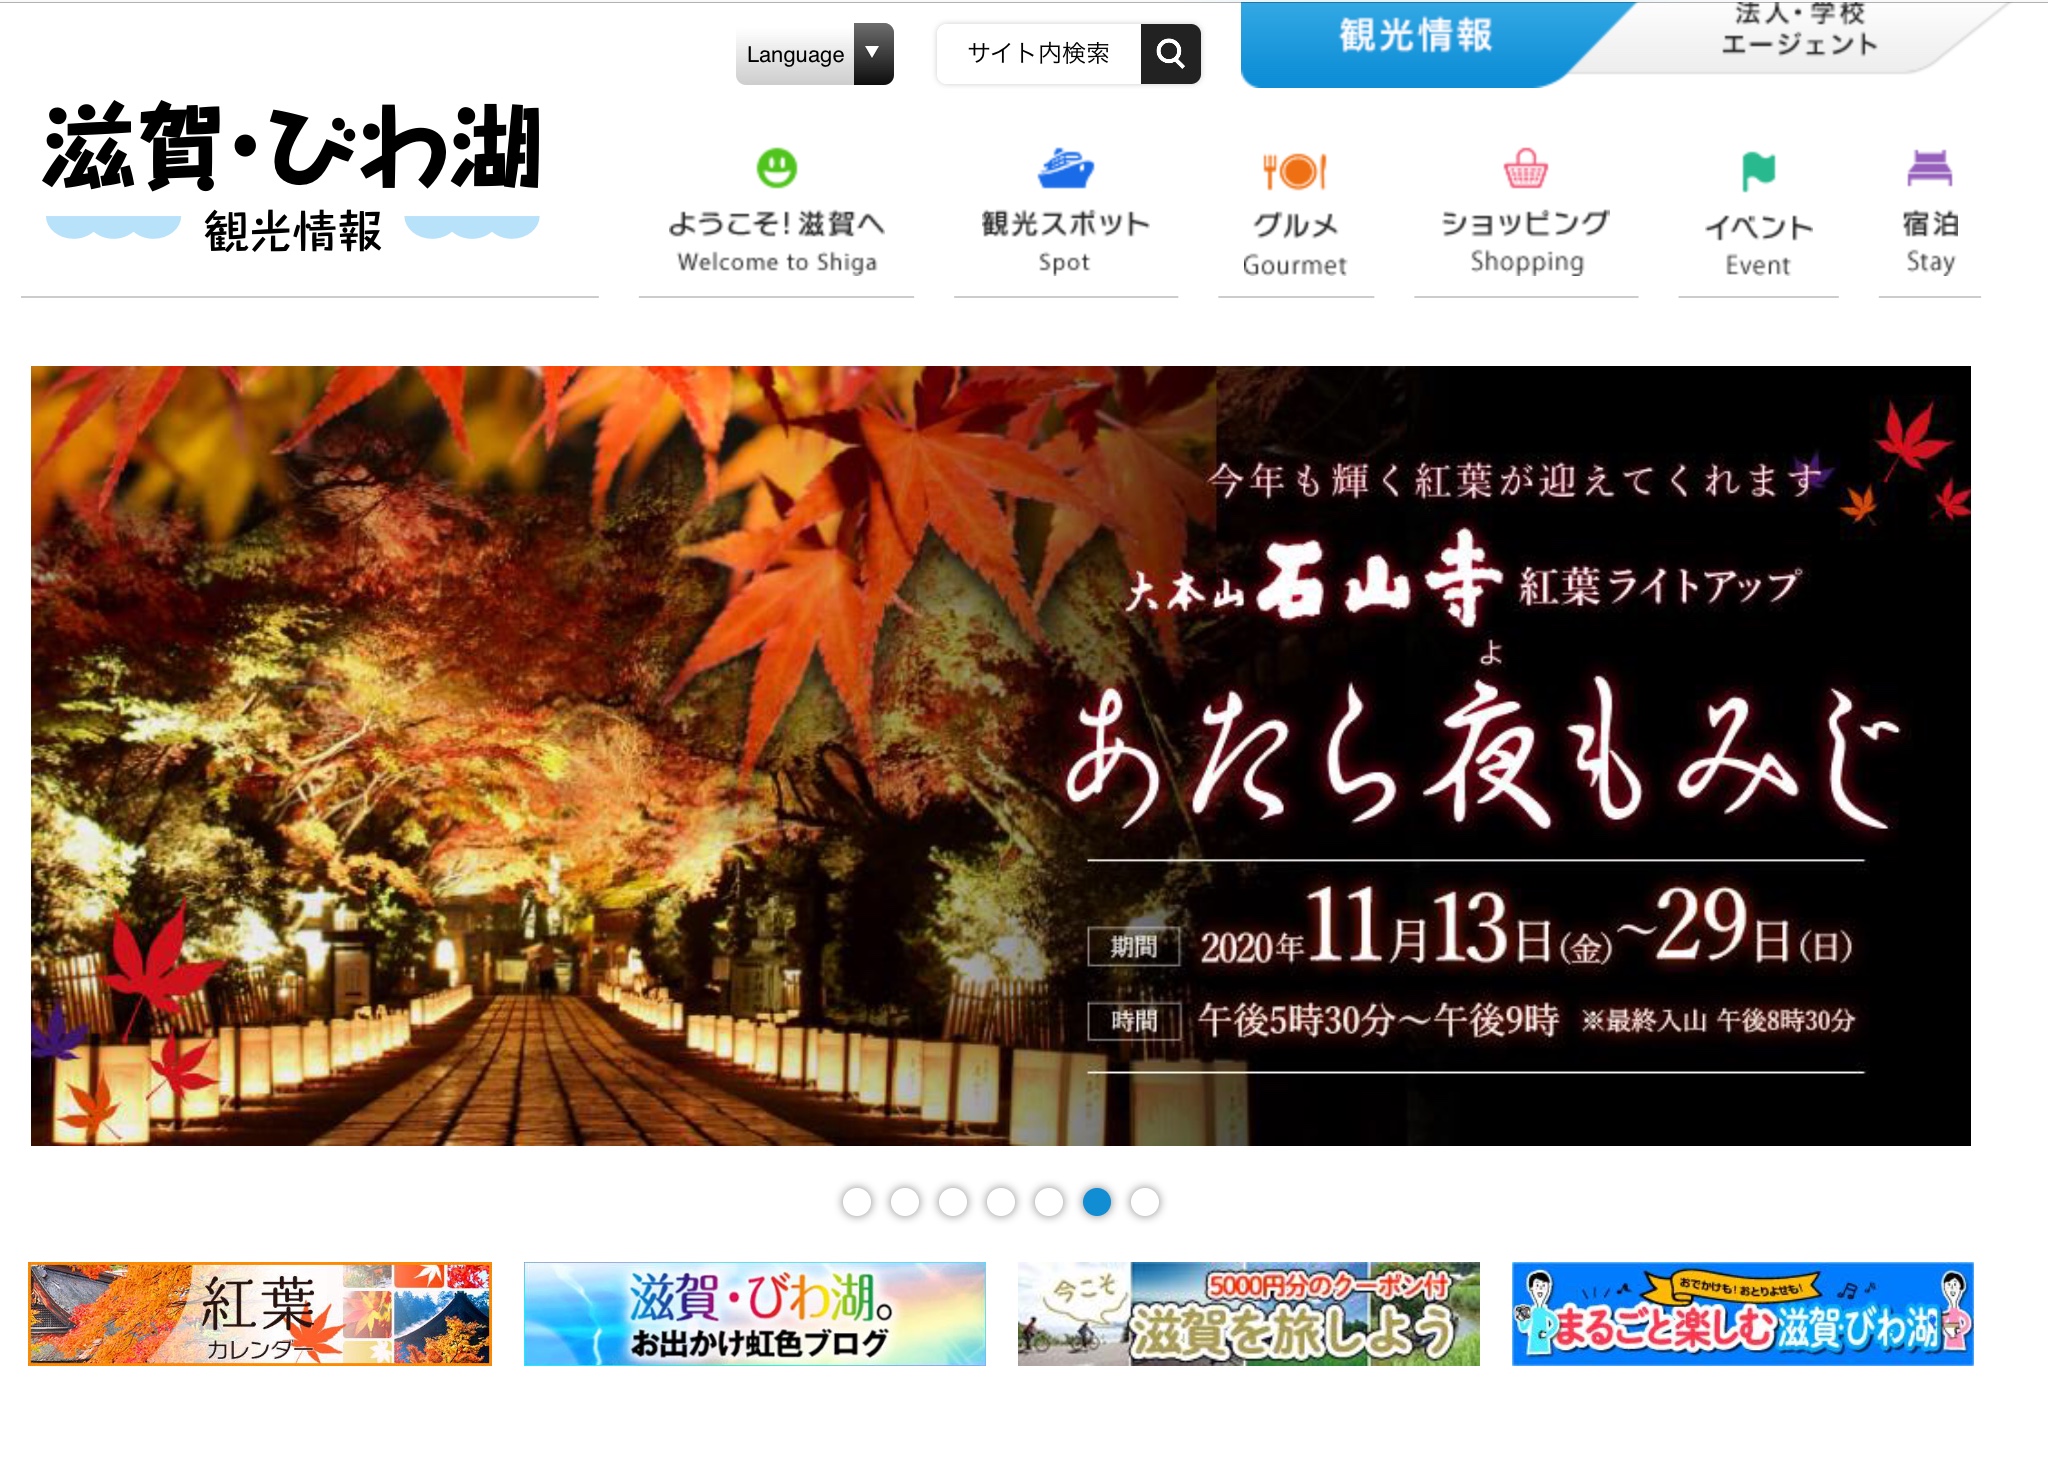 Language
▼
サイト内検索
観光情報
法人・学校
エージェント
滋賀・びわ湖
観光情報
ようこそ！滋賀へ
Welcome to Shiga
観光スポット
Spot
グルメ
Gourmet
ショッピング
Shopping
イベント
Event
宿泊
Stay
今年も輝く紅葉が迎えてくれます
大本山 石山寺 紅葉ライトアップ
よ
あたら夜もみじ
期間 2020年11月13日(金)～29日(日)
時間 午後5時30分～午後9時 ※最終入山 午後8時30分
紅葉
カレンダー
滋賀・びわ湖。
お出かけ虹色ブログ
今こそ
5000円分のクーポン付
滋賀を旅しよう
おでかけも！おとりよせも！
まるごと楽しむ滋賀・びわ湖